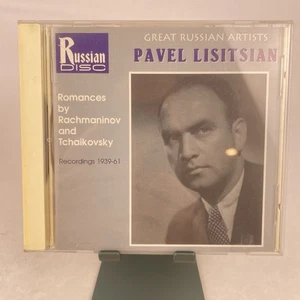 Russian
DISC
GREAT RUSSIAN ARTISTS
PAVEL LISITSIAN
Romances
by
Rachmaninov
and
Tchaikovsky
Recordings 1939-61